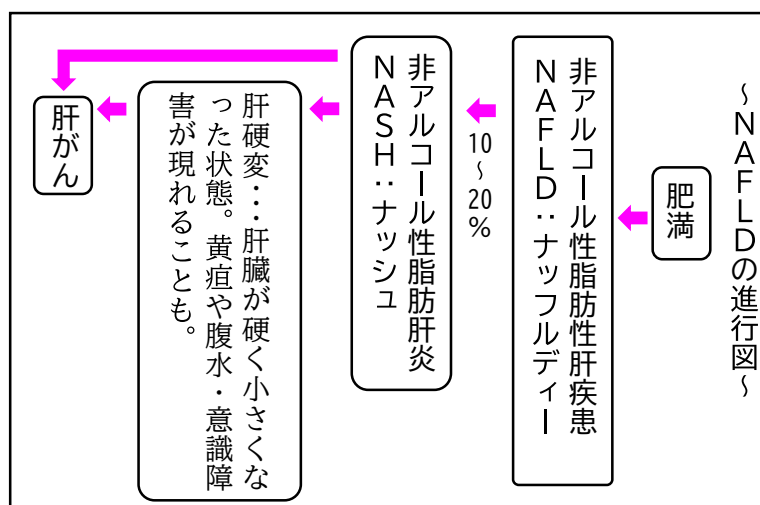 ～NAFLDの進行図～
肥満
非アルコール性脂肪性肝疾患
NAFLD：ナッフルディー
10～20％
非アルコール性脂肪肝炎
NASH：ナッシュ
肝硬変・・・肝臓が硬く小さくな
った状態。黄疸や腹水・意識障
害が現れることも。
肝がん